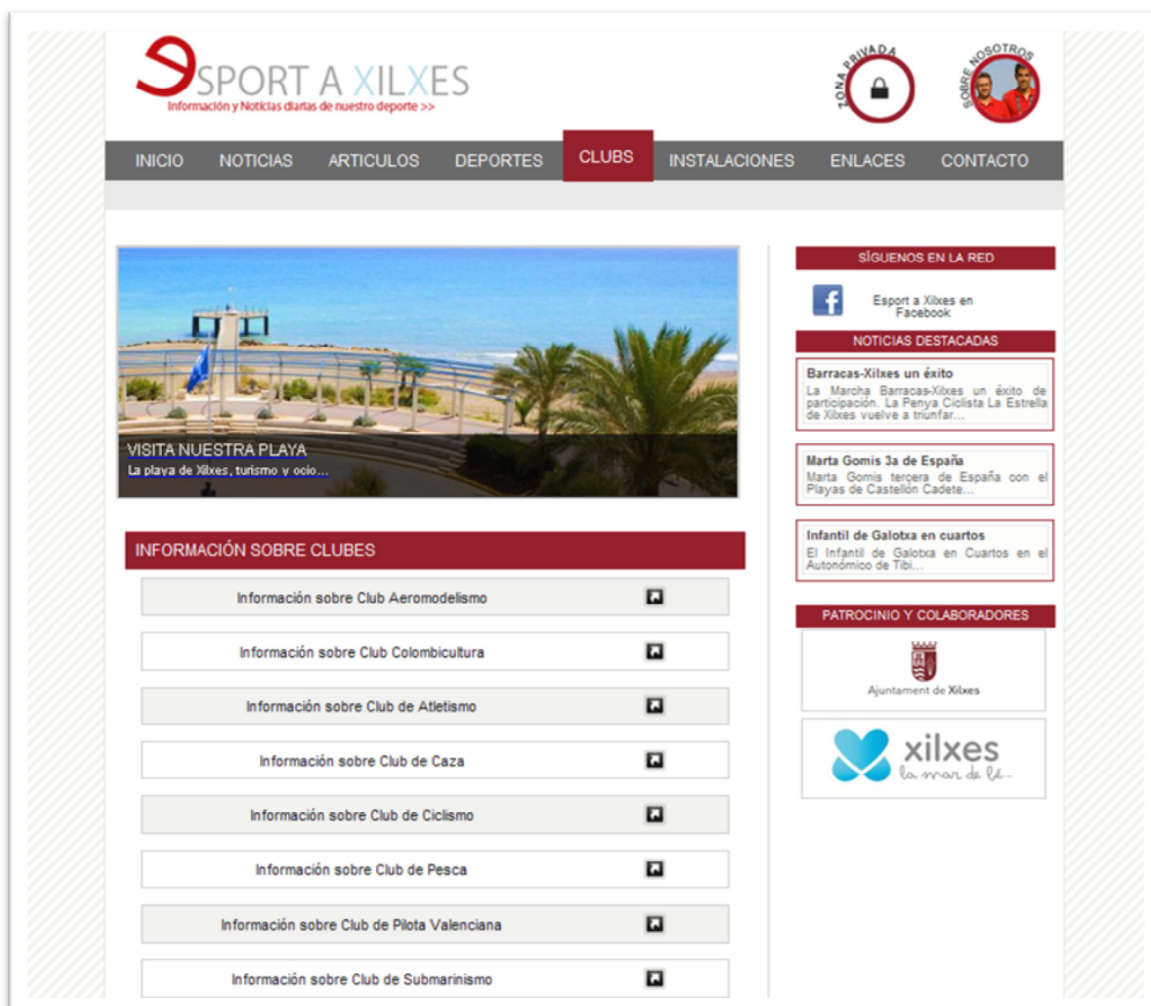 ESPORT A XILXES
Información y Noticias diarias de nuestro deporte >>
ZONA PRIVADA
SOBRE NOSOTROS
INICIO NOTICIAS ARTICULOS DEPORTES CLUBS INSTALACIONES ENLACES CONTACTO
VISITA NUESTRA PLAYA
La playa de Xilxes, turismo y ocio...
INFORMACIÓN SOBRE CLUBES
Información sobre Club Aeromodelismo
Información sobre Club Colombicultura
Información sobre Club de Atletismo
Información sobre Club de Caza
Información sobre Club de Ciclismo
Información sobre Club de Pesca
Información sobre Club de Pilota Valenciana
Información sobre Club de Submarinismo
SÍGUENOS EN LA RED
Esport a Xilxes en
Facebook
NOTICIAS DESTACADAS
Barracas-Xilxes un éxito
La Marcha Barracas-Xilxes un éxito de
participación. La Penya Ciclista La Estrella
de Xilxes vuelve a triunfar...
Marta Gomis 3a de España
Marta Gomis tercera de España con el
Playas de Castellón Cadete...
Infantil de Galotxa en cuartos
El Infantil de Galotxa en Cuartos en el
Autonómico de Tibi...
PATROCINIO Y COLABORADORES
Ajuntament de Xilxes
xilxes
la mar de bé